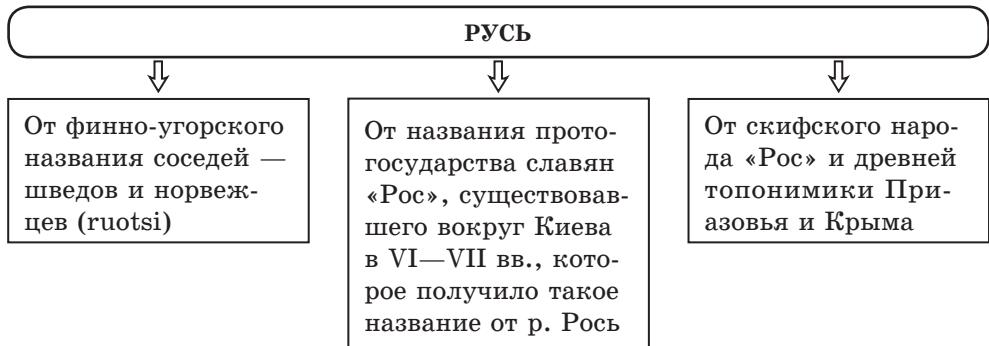 РУСЬ
От финно-угорского
названия соседей —
шведов и норвеж-
цев (ruotsi)
От названия прото-
государства славян
«Рос», существовав-
шего вокруг Киева
в VI—VII вв., кото-
рое получило такое
название от р. Рось
От скифского наро-
да «Рос» и древней
топонимики При-
азовья и Крыма